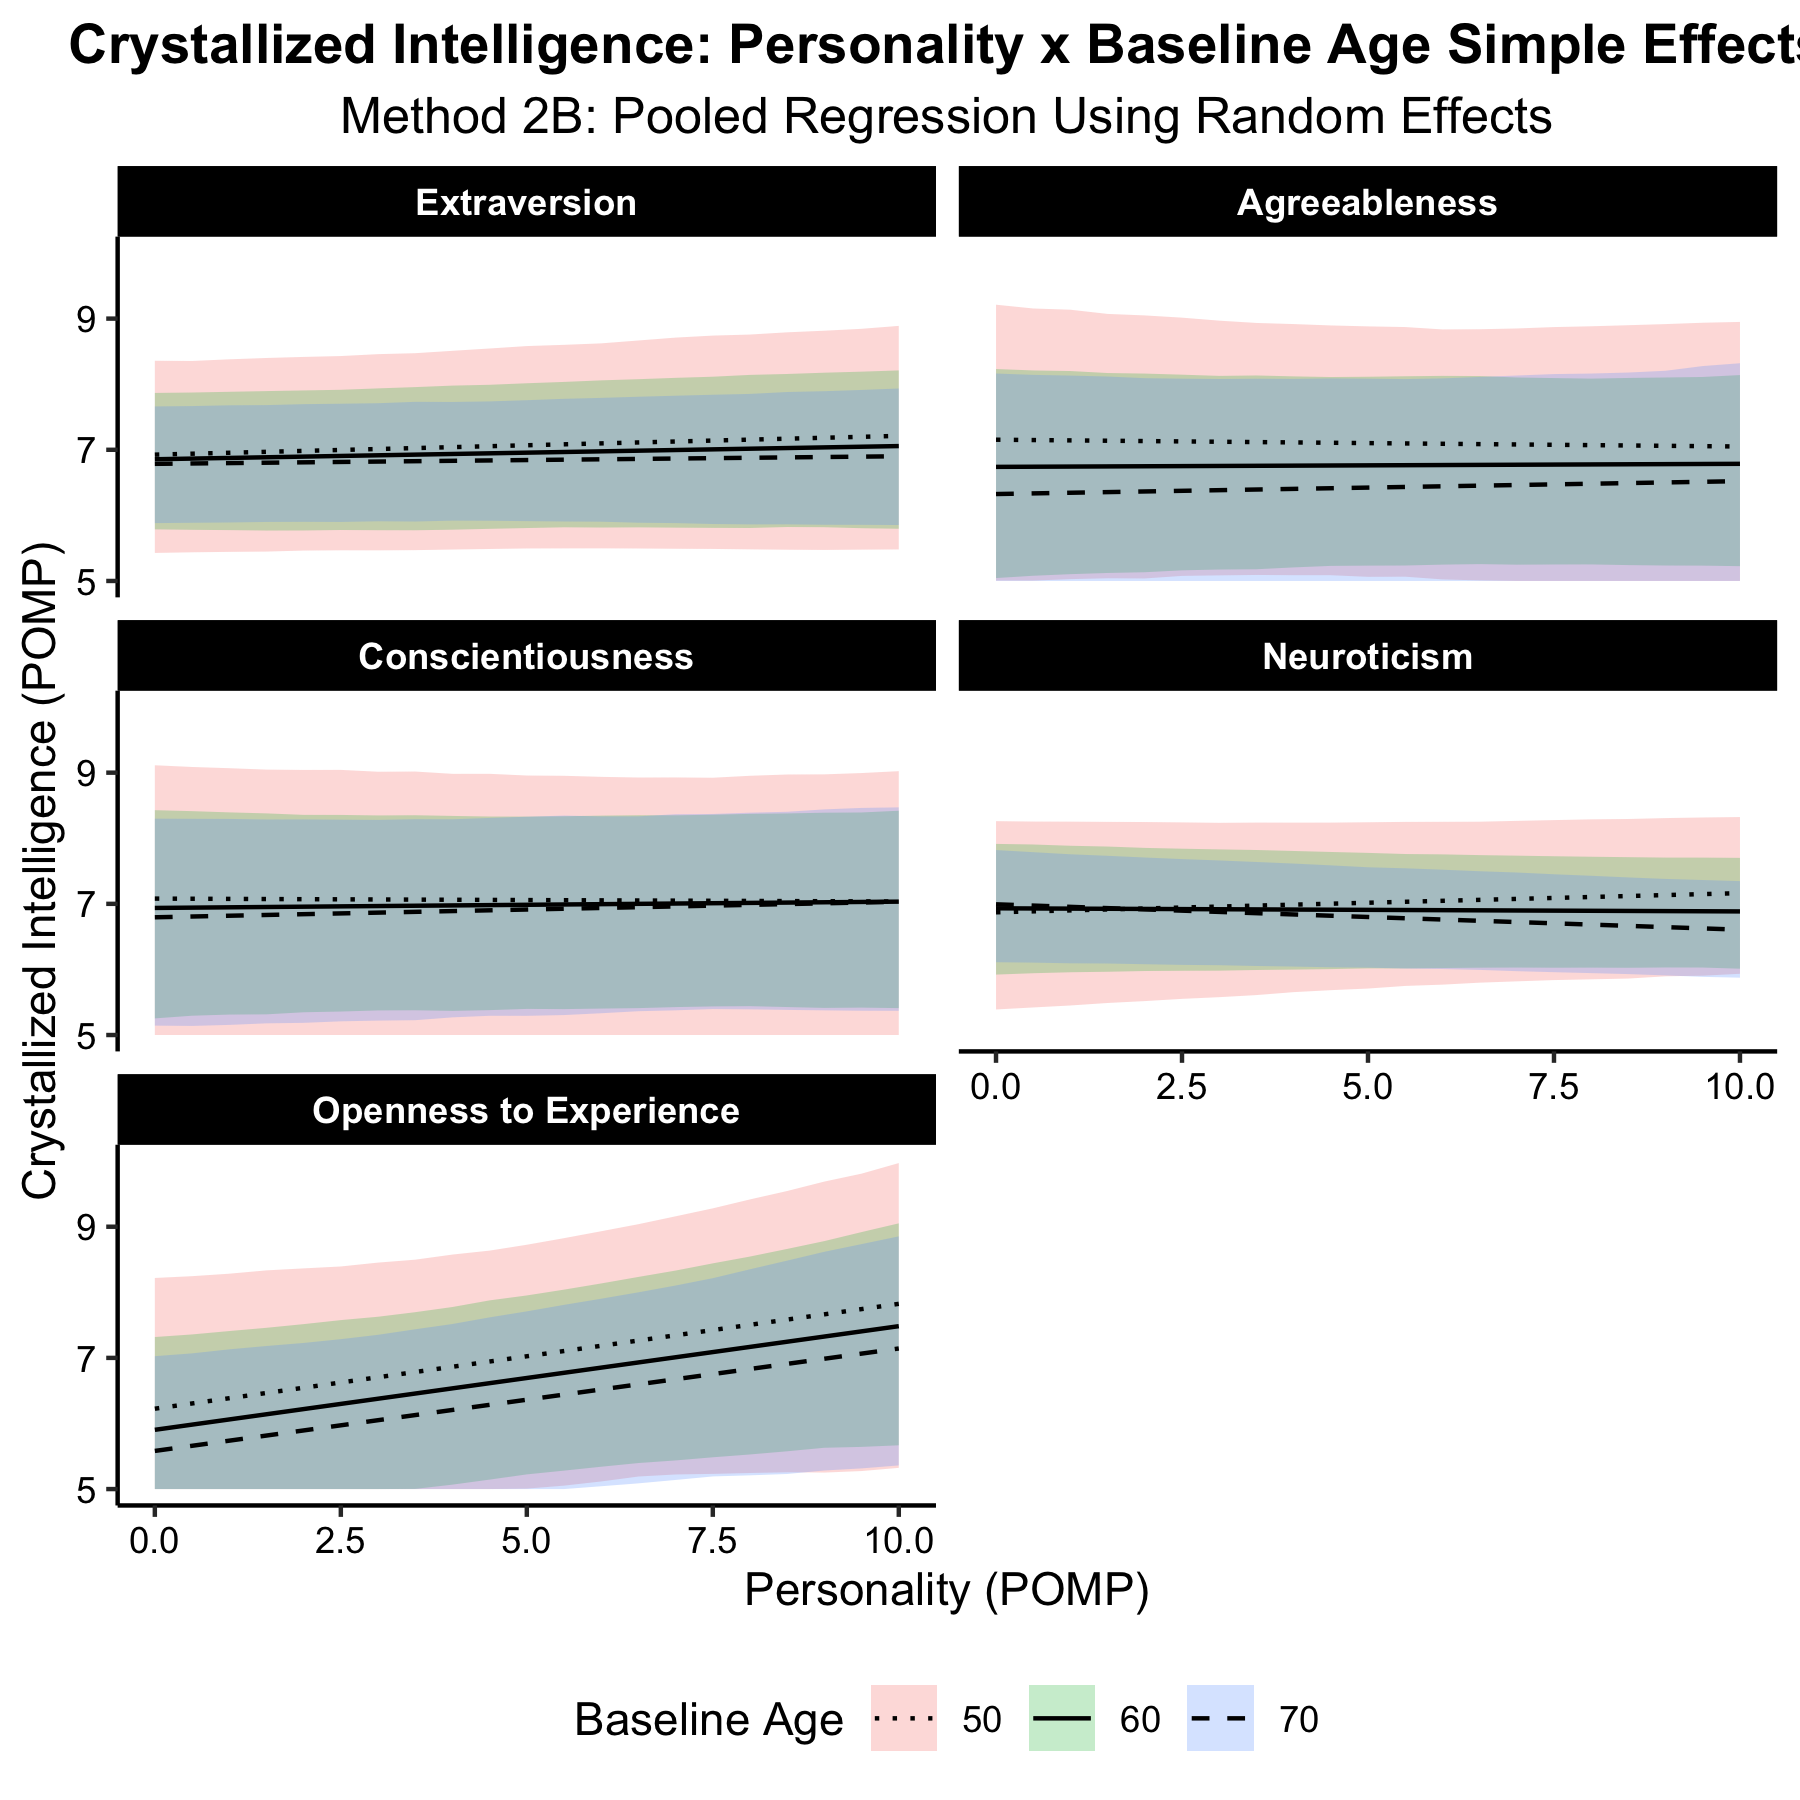 Crystallized Intelligence: Personality x Baseline Age Simple Effects
Method 2B: Pooled Regression Using Random Effects
Extraversion
Agreeableness
9
7
5
Conscientiousness
Neuroticism
9
7
5
0.0 2.5 5.0 7.5 10.0
Openness to Experience
9
7
5
0.0 2.5 5.0 7.5 10.0
Crystallized Intelligence (POMP)
Personality (POMP)
Baseline Age 50 60 70